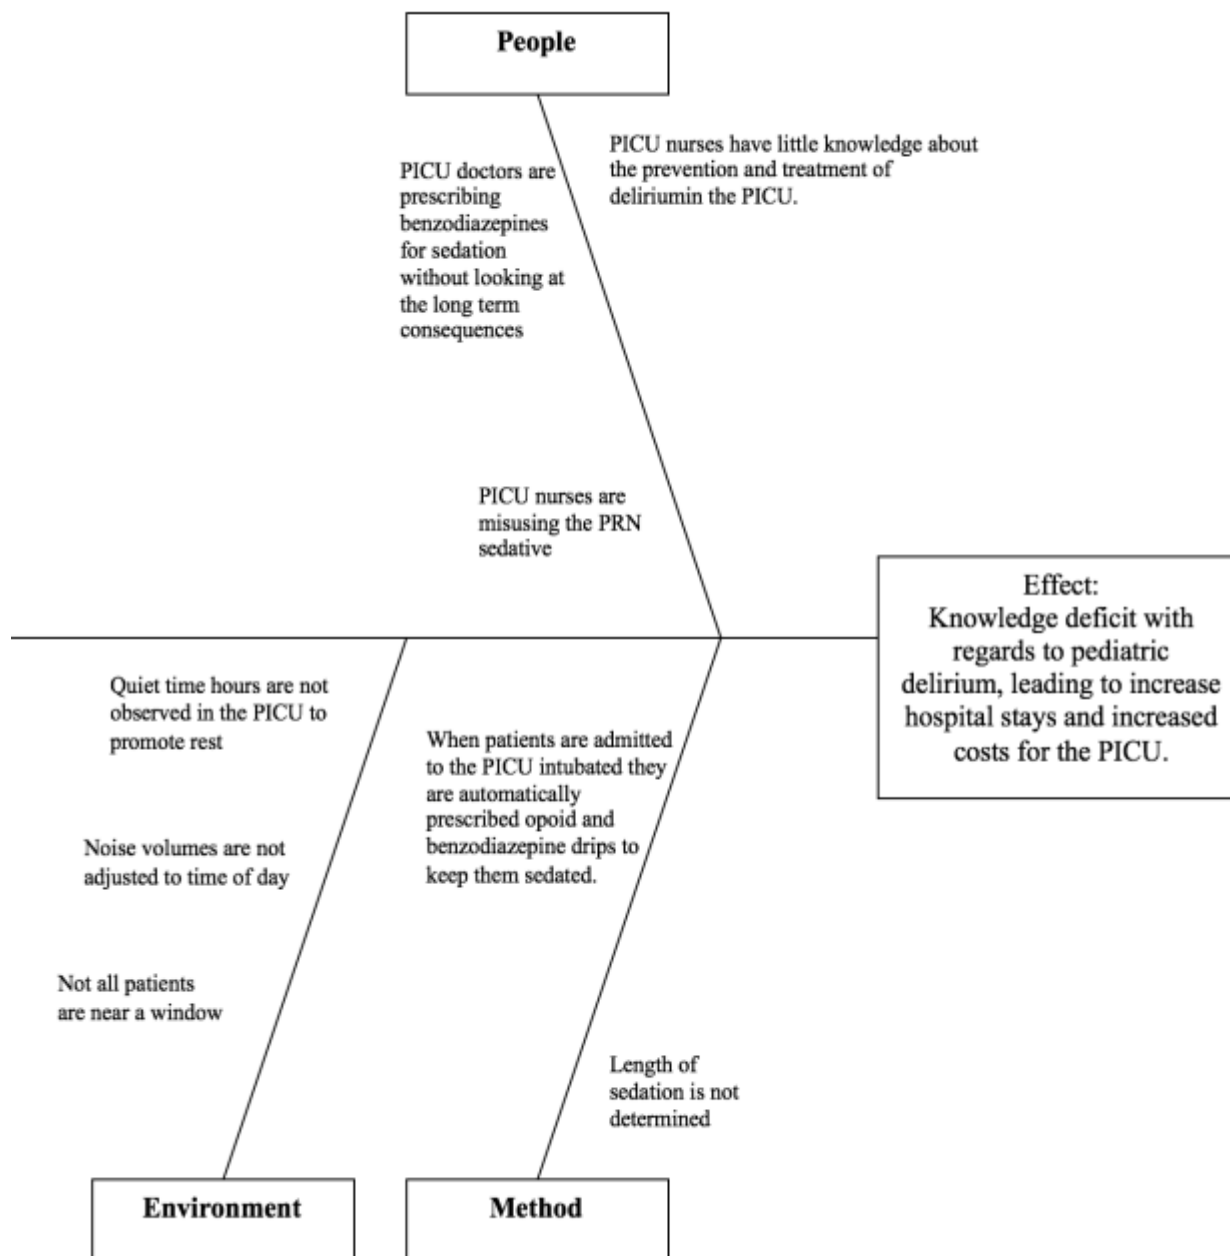 People
PICU nurses have little knowledge about
the prevention and treatment of
deliriumin the PICU.
PICU doctors are
prescribing
benzodiazepines
for sedation
without looking at
the long term
consequences
PICU nurses are
misusing the PRN
sedative
Effect:
Knowledge deficit with
regards to pediatric
delirium, leading to increase
hospital stays and increased
costs for the PICU.
Quiet time hours are not
observed in the PICU to
promote rest
Noise volumes are not
adjusted to time of day
Not all patients
are near a window
When patients are admitted
to the PICU intubated they
are automatically
prescribed opoid and
benzodiazepine drips to
keep them sedated.
Length of
sedation is not
determined
Environment
Method